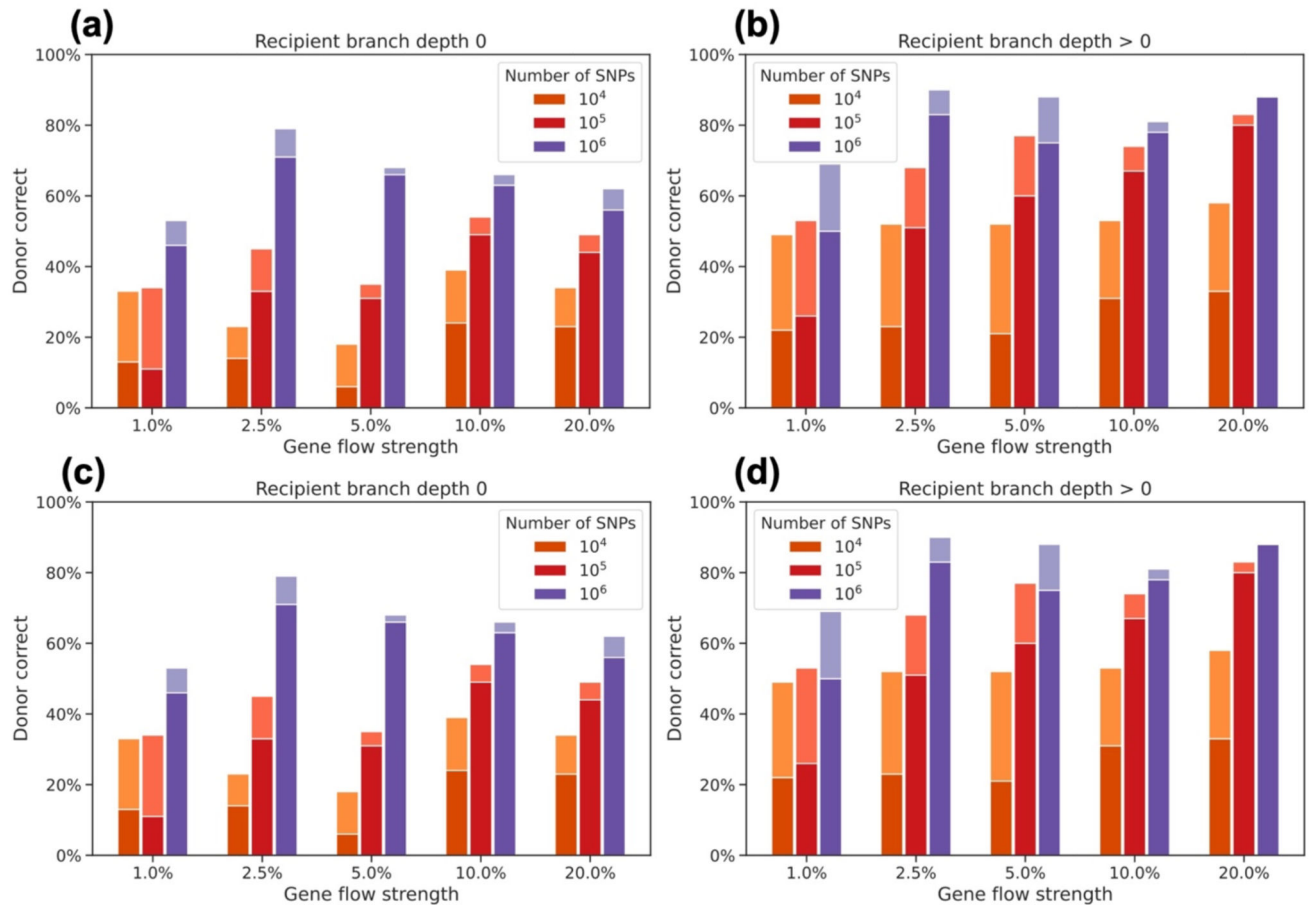 (a)
Recipient branch depth 0
100%
80%
60%
40%
20%
0%
Donor correct
Number of SNPs
10⁴
10⁵
10⁶
1.0% 2.5% 5.0% 10.0% 20.0%
Gene flow strength
(b)
Recipient branch depth > 0
100%
80%
60%
40%
20%
0%
Donor correct
Number of SNPs
10⁴
10⁵
10⁶
1.0% 2.5% 5.0% 10.0% 20.0%
Gene flow strength
(c)
Recipient branch depth 0
100%
80%
60%
40%
20%
0%
Donor correct
Number of SNPs
10⁴
10⁵
10⁶
1.0% 2.5% 5.0% 10.0% 20.0%
Gene flow strength
(d)
Recipient branch depth > 0
100%
80%
60%
40%
20%
0%
Donor correct
Number of SNPs
10⁴
10⁵
10⁶
1.0% 2.5% 5.0% 10.0% 20.0%
Gene flow strength